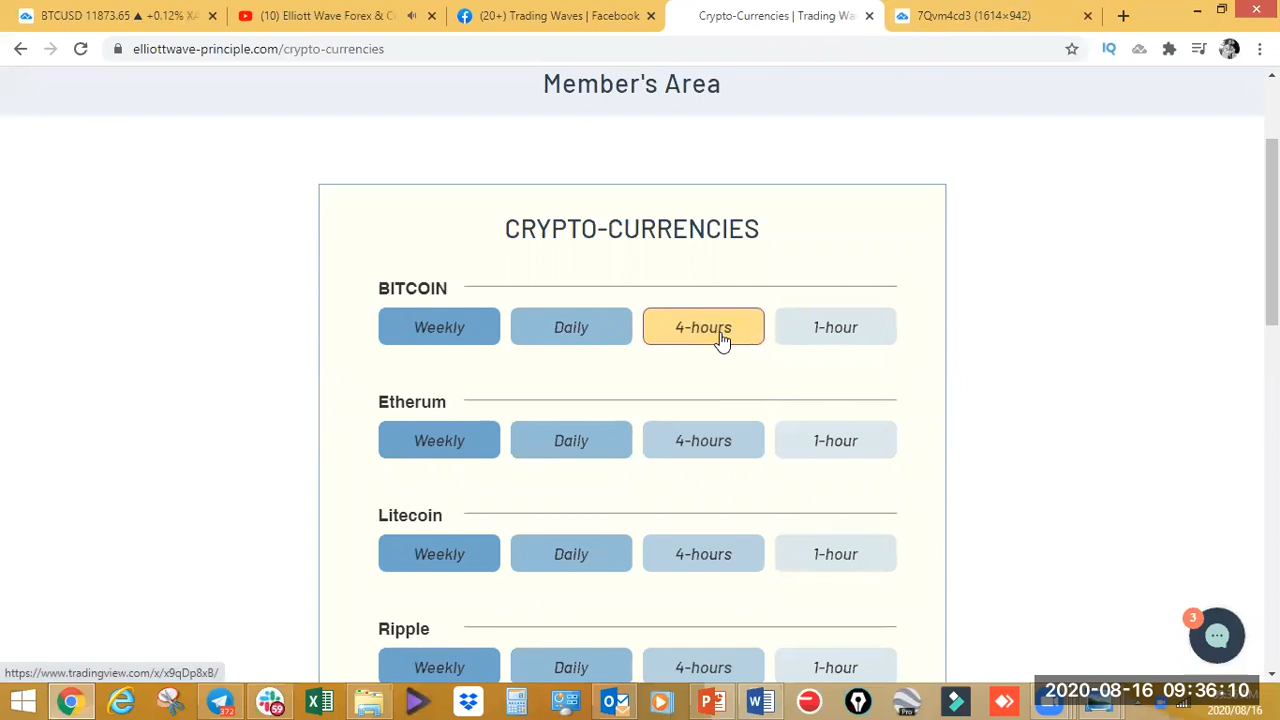 BTCUSD 11873.65 ▲ +0.12%
(10) Elliott Wave Forex & C
(20+) Trading Waves | Facebook
Crypto-Currencies | Trading Wa
7Qvm4cd3 (1614×942)
elliottwave-principle.com/crypto-currencies
IQ
Member's Area
CRYPTO-CURRENCIES
BITCOIN
Weekly Daily 4-hours 1-hour
Etherum
Weekly Daily 4-hours 1-hour
Litecoin
Weekly Daily 4-hours 1-hour
Ripple
Weekly Daily 4-hours 1-hour
3
https://www.tradingview.com/x/x9qDp8xB/
372
59
Pro
2020-08-16 09:36:10
2020/08/16